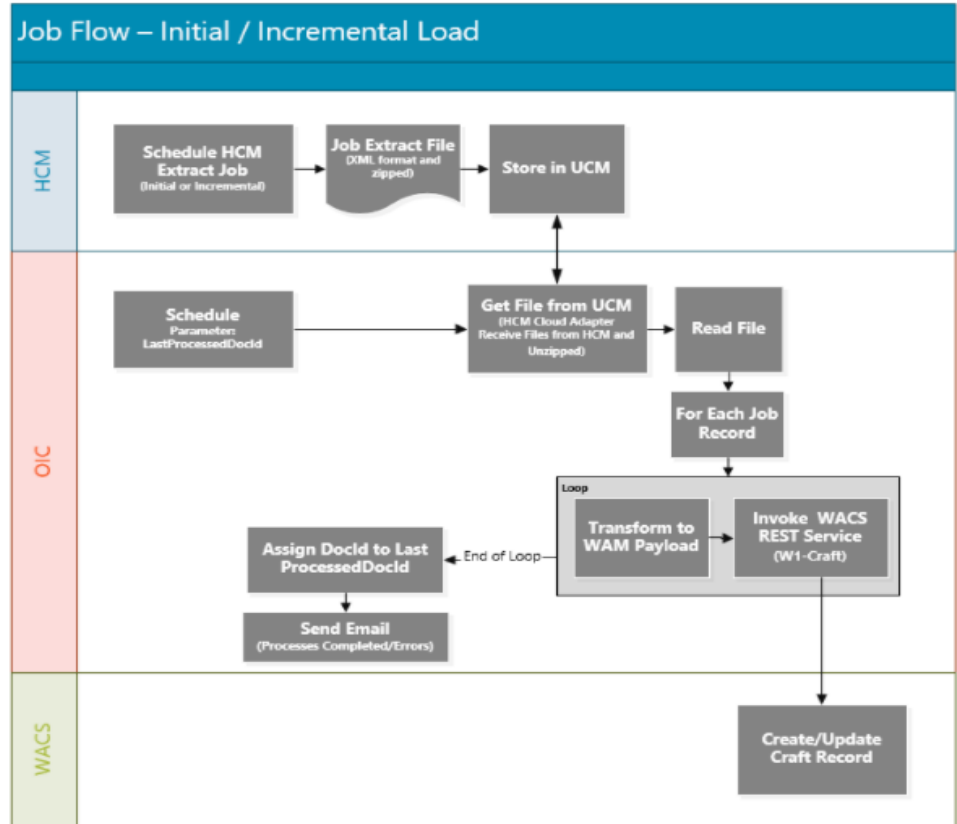 Job Flow – Initial / Incremental Load
HCM
Schedule HCM
Extract Job
(Initial or Incremental)
Job Extract File
(XML format and
zipped)
Store in UCM
OIC
Schedule
Parameter:
LastProcessedDocId
Get File from UCM
(HCM Cloud Adapter
Receive Files from HCM and
Unzipped)
Read File
For Each Job
Record
Loop
Transform to
WAM Payload
Invoke WACS
REST Service
(W1-Craft)
End of Loop
Assign DocId to Last
ProcessedDocId
Send Email
(Processes Completed/Errors)
WACS
Create/Update
Craft Record